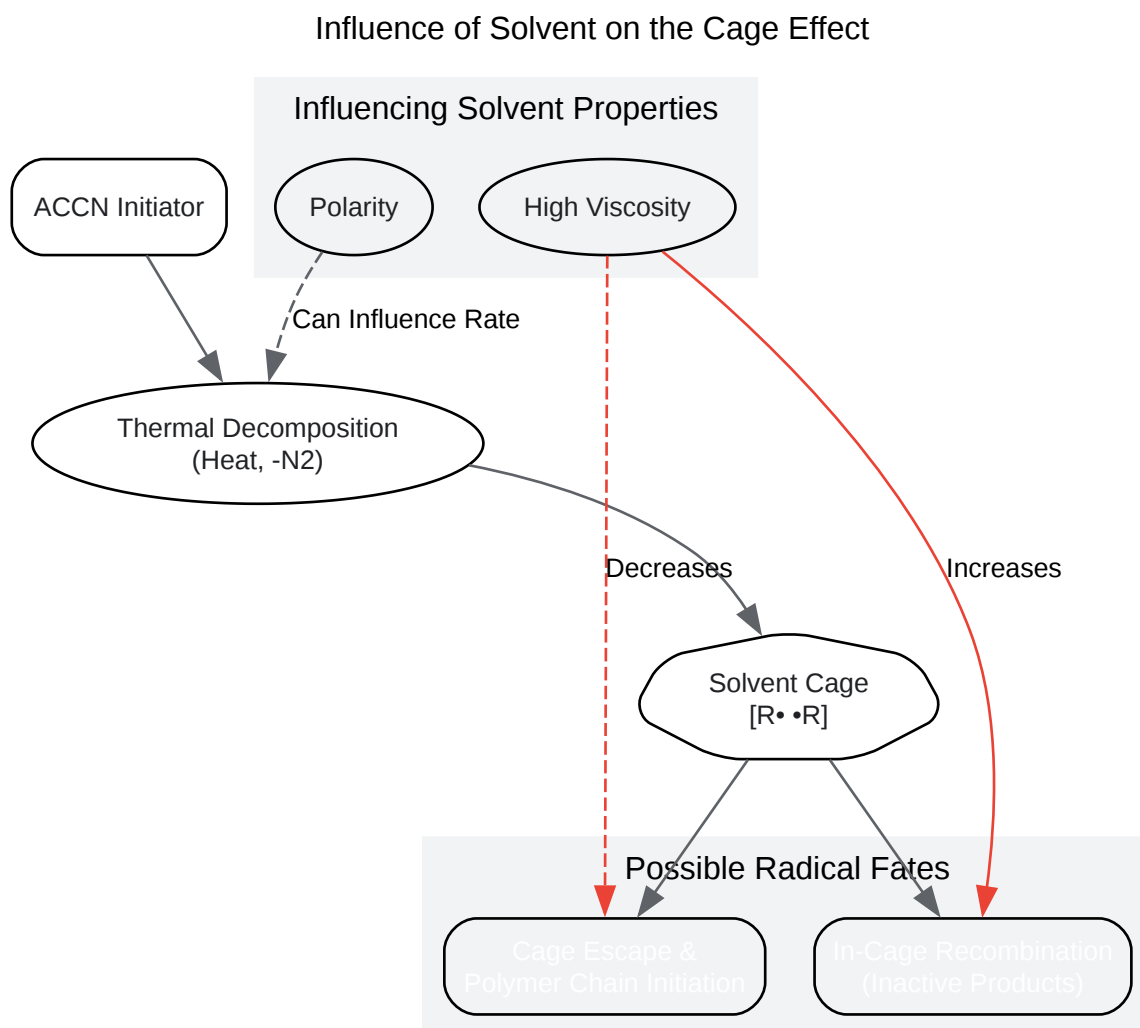 Influence of Solvent on the Cage Effect
Influencing Solvent Properties
ACCN Initiator
Polarity
High Viscosity
Can Influence Rate
Thermal Decomposition
(Heat, -N2)
Decreases
Increases
Solvent Cage
[R• •R]
Possible Radical Fates
Cage Escape &
Polymer Chain Initiation
In-Cage Recombination
(Inactive Products)